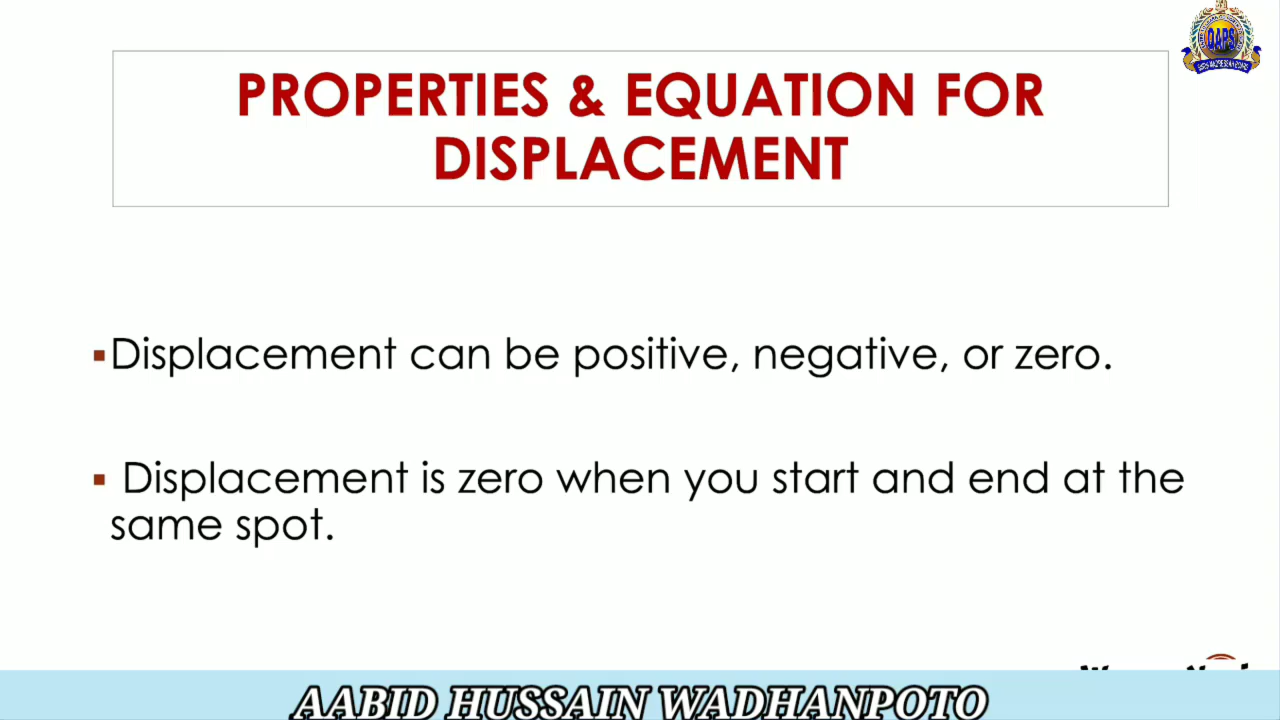 QAPS
PROPERTIES & EQUATION FOR
DISPLACEMENT
▪Displacement can be positive, negative, or zero.
▪ Displacement is zero when you start and end at the
same spot.
AABID HUSSAIN WADHANPOTO